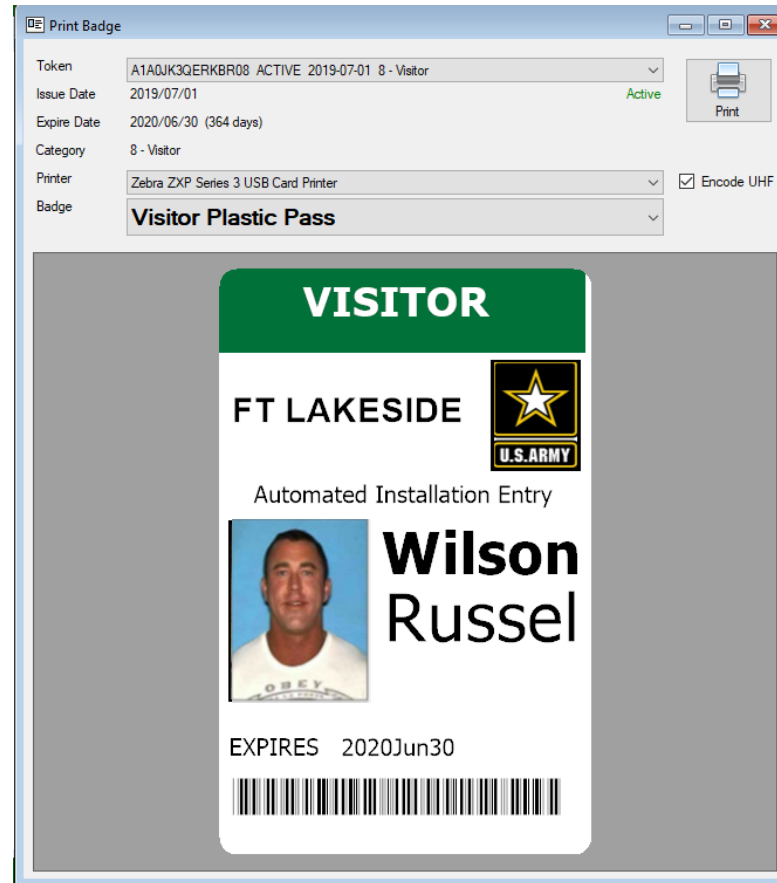 Print Badge
Token A1A0JK3QERKBR08 ACTIVE 2019-07-01 8 - Visitor
Issue Date 2019/07/01 Active
Print
Expire Date 2020/06/30 (364 days)
Category 8 - Visitor
Printer Zebra ZXP Series 3 USB Card Printer Encode UHF
Badge Visitor Plastic Pass
VISITOR
FT LAKESIDE
U.S.ARMY
Automated Installation Entry
Wilson
Russel
OBEY
EXPIRES 2020Jun30